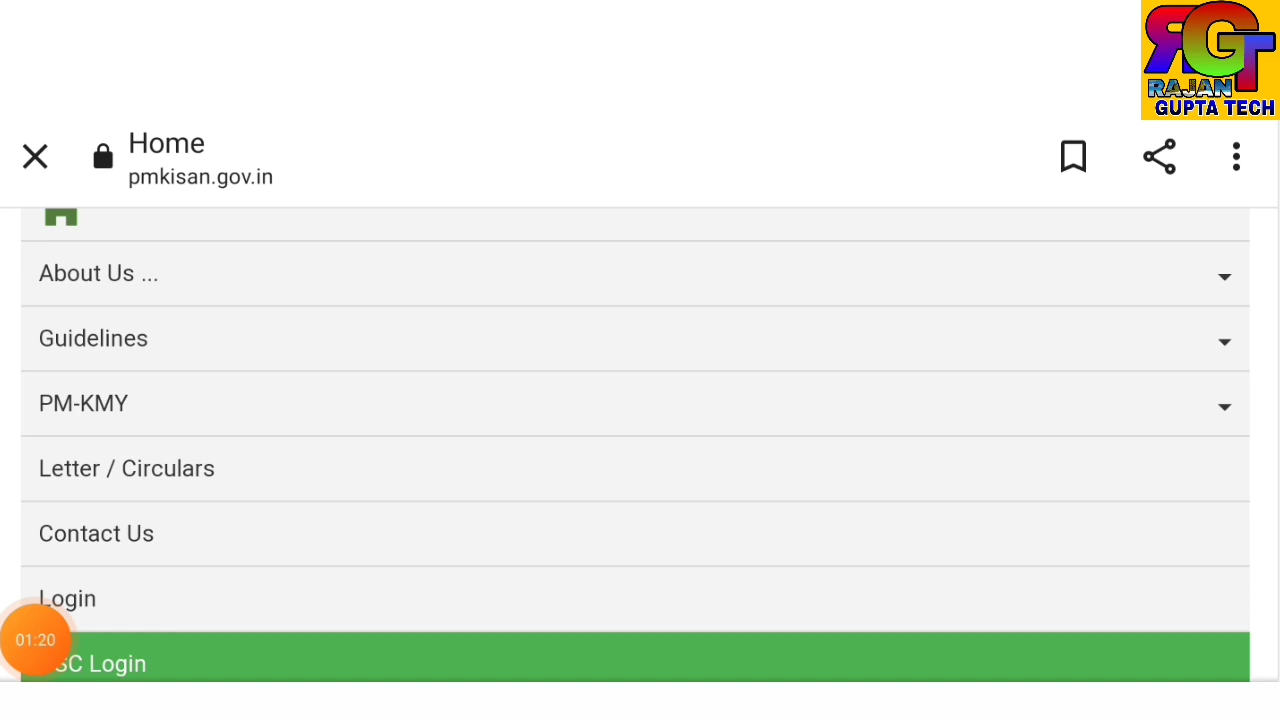 RGT
RAJAN
GUPTA TECH
Home
pmkisan.gov.in
About Us ...
Guidelines
PM-KMY
Letter / Circulars
Contact Us
Login
01:20
SC Login